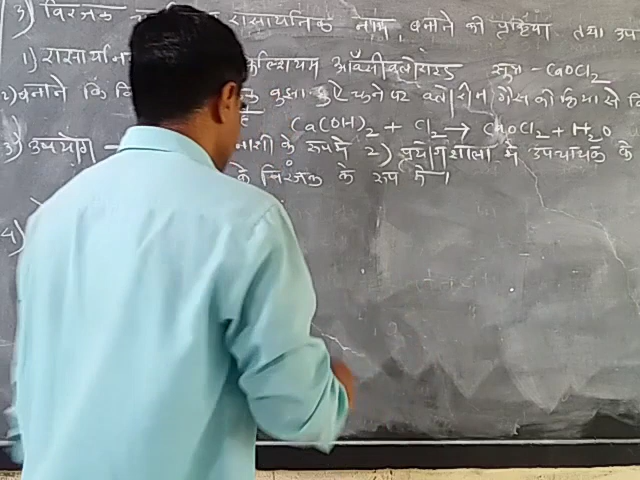 3) विरंजक रासायनिक नाम, बनाने की प्रक्रिया तथा उप
1) कैल्शियम ऑक्सीक्लोराइड सूत्र - CaOCl2
2) बनाने कि बुझा चुने पर क्लोरीन गैस की क्रिया से
Ca(OH)2 + Cl2 → CaOCl2 + H2O
3) उपयोग - नाशी के रूप में 2) प्रयोगशाला में उपचायक के
के विरंजक के रूप में।
4)